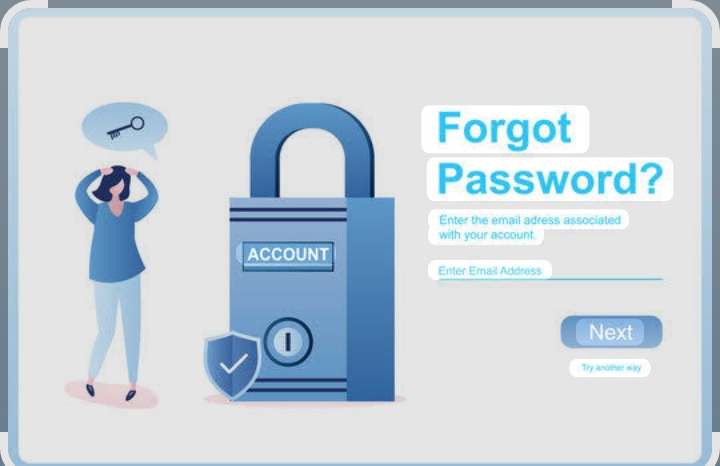 Forgot
Password?
Enter the email adress associated
with your account.
ACCOUNT
Enter Email Address
Next
Try another way